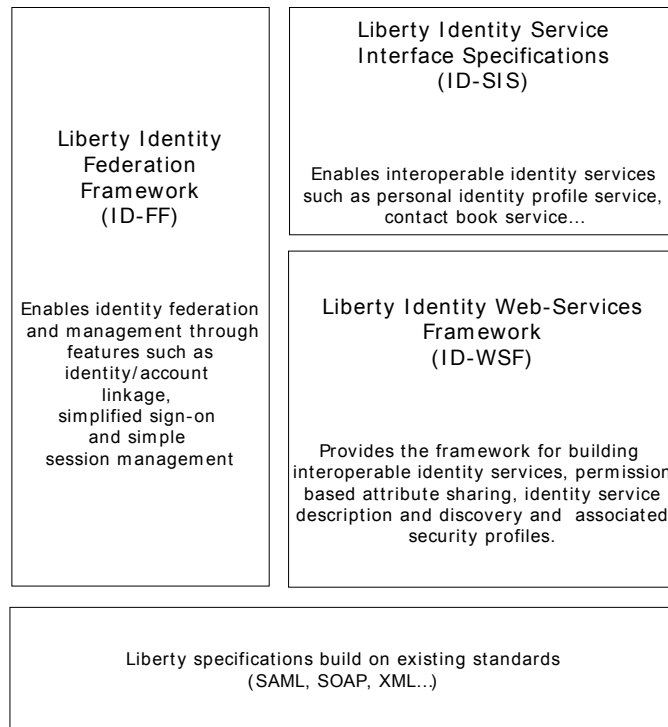 Liberty Identity
Federation
Framework
(ID-FF)
Enables identity federation
and management through
features such as
identity/account
linkage,
simplified sign-on
and simple
session management
Liberty Identity Service
Interface Specifications
(ID-SIS)
Enables interoperable identity services
such as personal identity profile service,
contact book service...
Liberty Identity Web-Services
Framework
(ID-WSF)
Provides the framework for building
interoperable identity services, permission
based attribute sharing, identity service
description and discovery and associated
security profiles.
Liberty specifications build on existing standards
(SAML, SOAP, XML...)